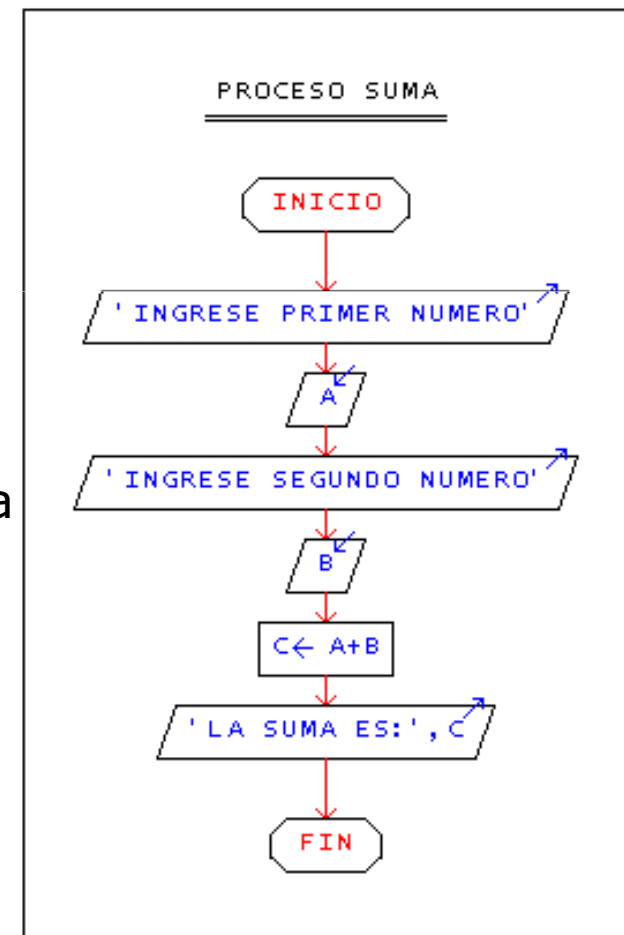 PROCESO SUMA
INICIO
'INGRESE PRIMER NUMERO'
A
'INGRESE SEGUNDO NUMERO'
a
B
C← A+B
'LA SUMA ES:',C
FIN